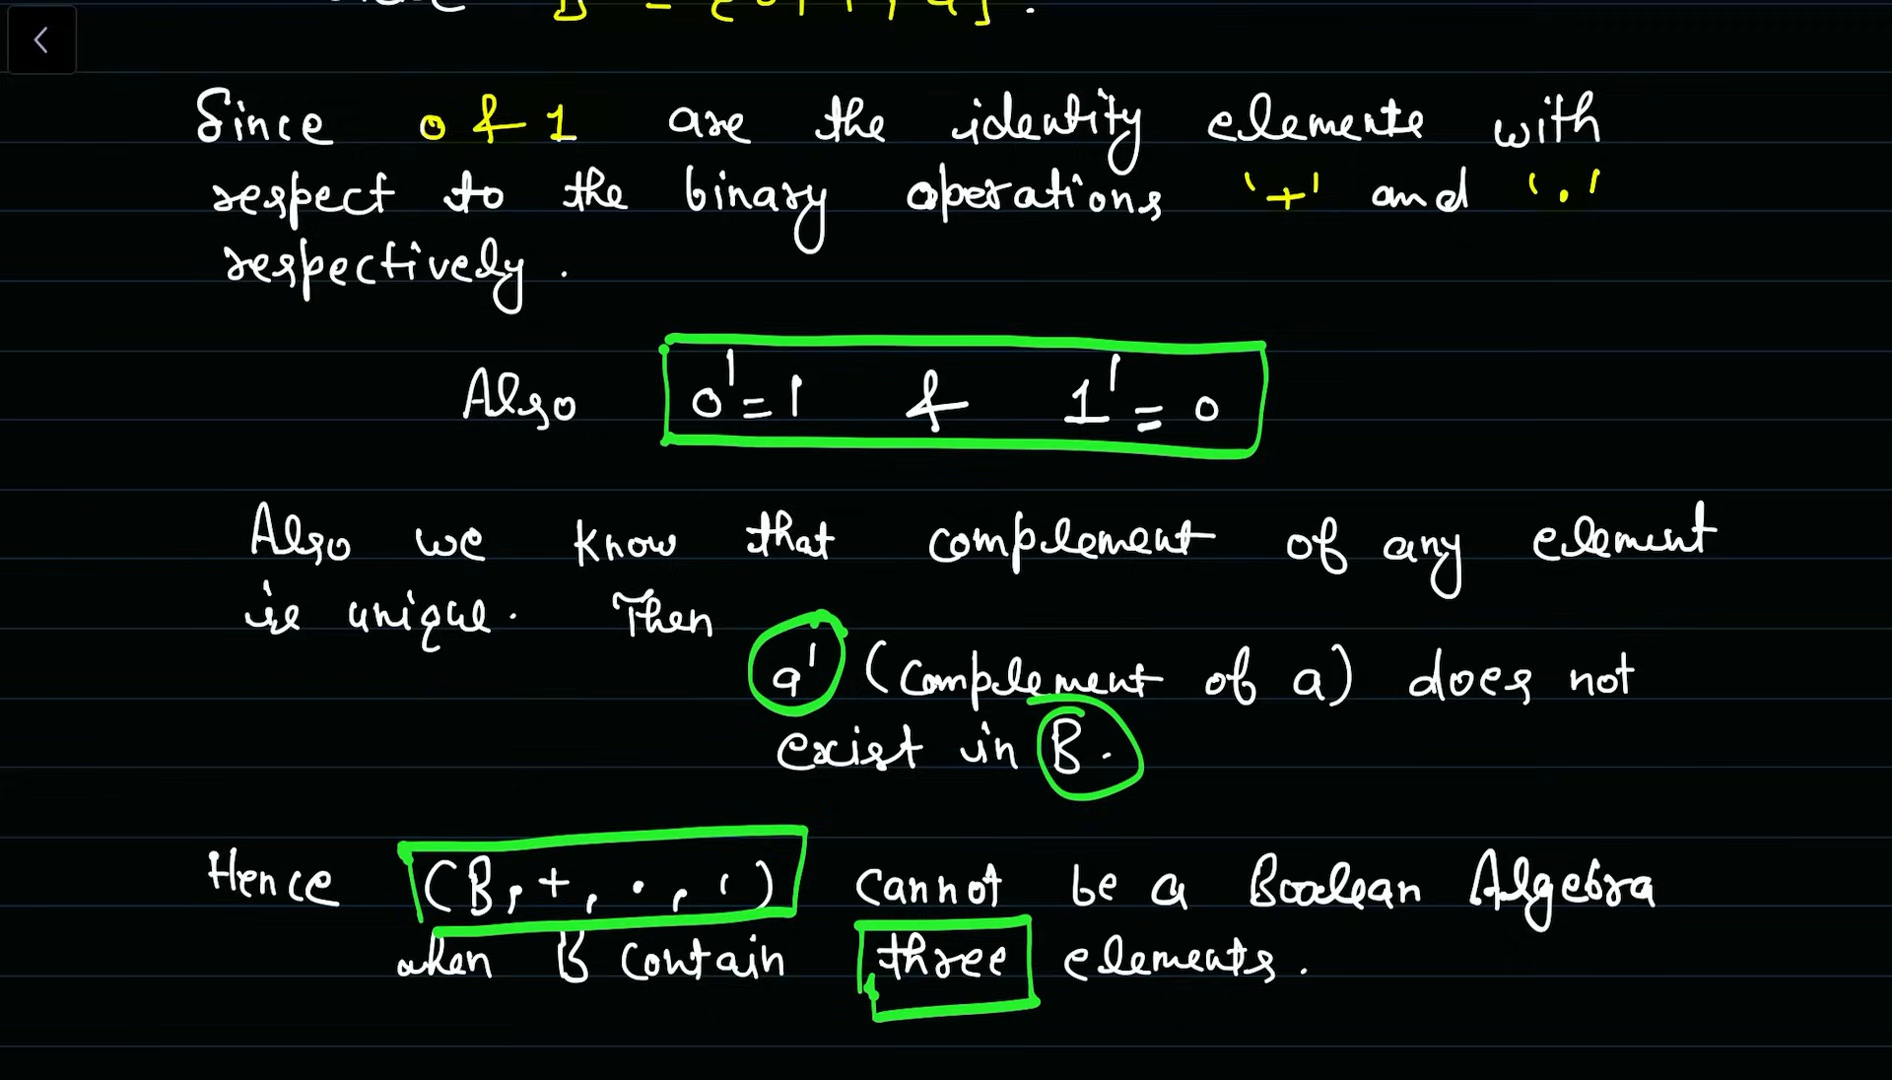 B = {0, 1, a}.
Since 0 & 1 are the identity elements with
respect to the binary operations '+' and '.'
respectively.
Also 0' = 1 & 1' = 0
Also we know that complement of any element
is unique. Then
a' (complement of a) does not
exist in B.
Hence (B, +, ·, ') cannot be a Boolean Algebra
when B contain three elements.